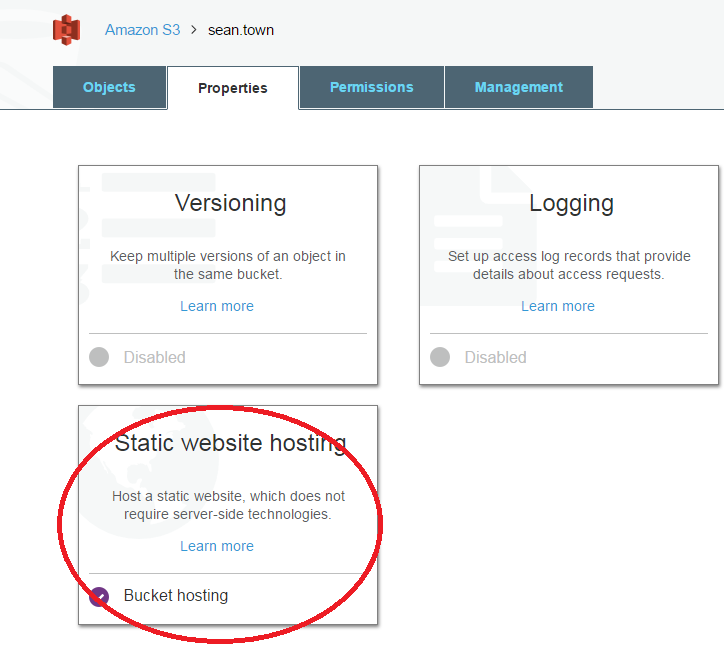 Amazon S3 > sean.town
Objects
Properties
Permissions
Management
Versioning
Keep multiple versions of an object in
the same bucket.
Learn more
Disabled
Logging
Set up access log records that provide
details about access requests.
Learn more
Disabled
Static website hosting
Host a static website, which does not
require server-side technologies.
Learn more
Bucket hosting